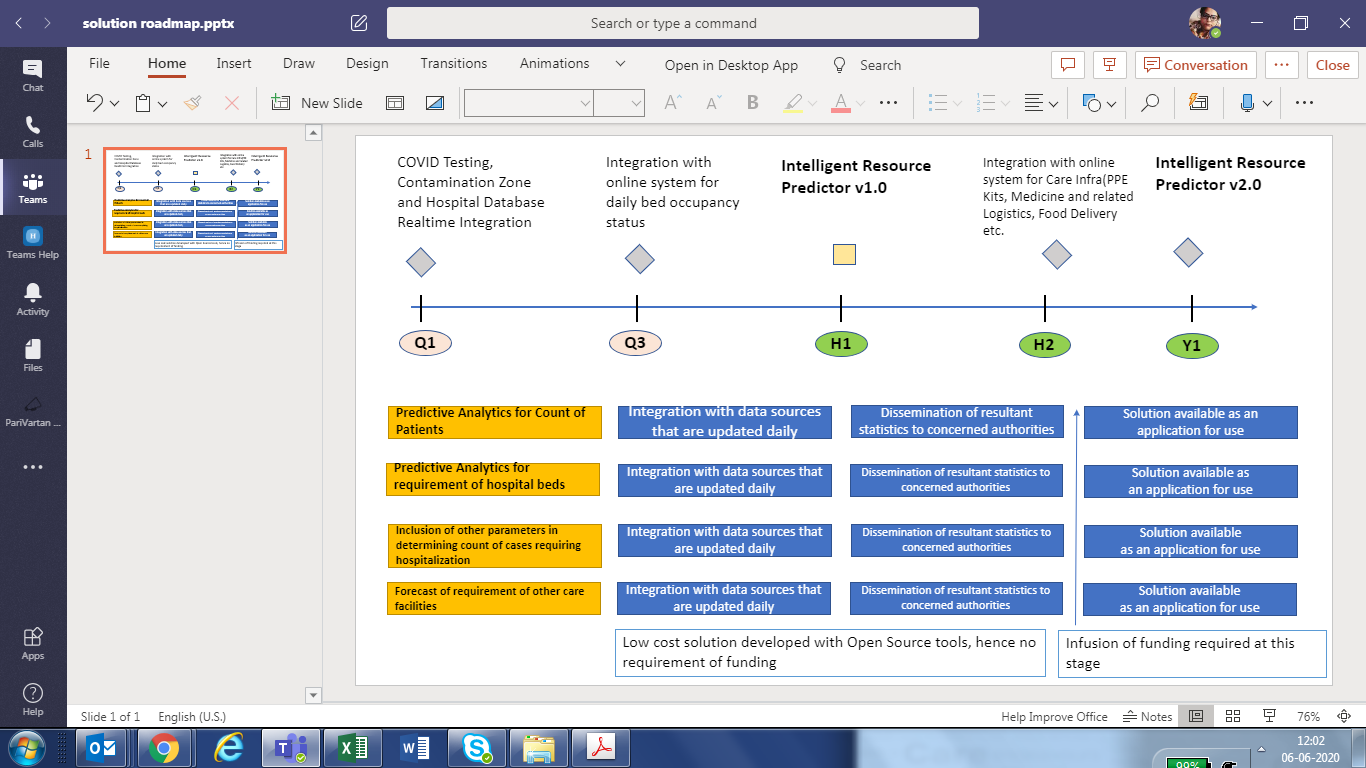 solution roadmap.pptx
Search or type a command
File Home Insert Draw Design Transitions Animations Open in Desktop App Search Conversation Close
New Slide
B A
Chat
Calls
Teams
Teams Help
Activity
Files
PariVartan ...
Apps
Help
1
COVID Testing,
Contamination Zone
and Hospital Database
Realtime Integration
Integration with
online system for
daily bed occupancy
status
Intelligent Resource
Predictor v1.0
Integration with online
system for Care Infra(PPE
Kits, Medicine and related
Logistics, Food Delivery
etc.
Intelligent Resource
Predictor v2.0
Q1 Q3 H1 H2 Y1
Predictive Analytics for Count of
Patients
Integration with data sources
that are updated daily
Dissemination of resultant
statistics to concerned authorities
Solution available as an
application for use
Predictive Analytics for
requirement of hospital beds
Integration with data sources that
are updated daily
Dissemination of resultant statistics to
concerned authorities
Solution available as
an application for use
Inclusion of other parameters in
determining count of cases requiring
hospitalization
Integration with data sources that
are updated daily
Dissemination of resultant statistics to
concerned authorities
Solution available
as an application for use
Forecast of requirement of other care
facilities
Integration with data sources that
are updated daily
Dissemination of resultant statistics to
concerned authorities
Solution available
as an application for use
Low cost solution developed with Open Source tools, hence no
requirement of funding
Infusion of funding required at this
stage
Slide 1 of 1 English (U.S.) Help Improve Office Notes 76%
12:02
06-06-2020
99%